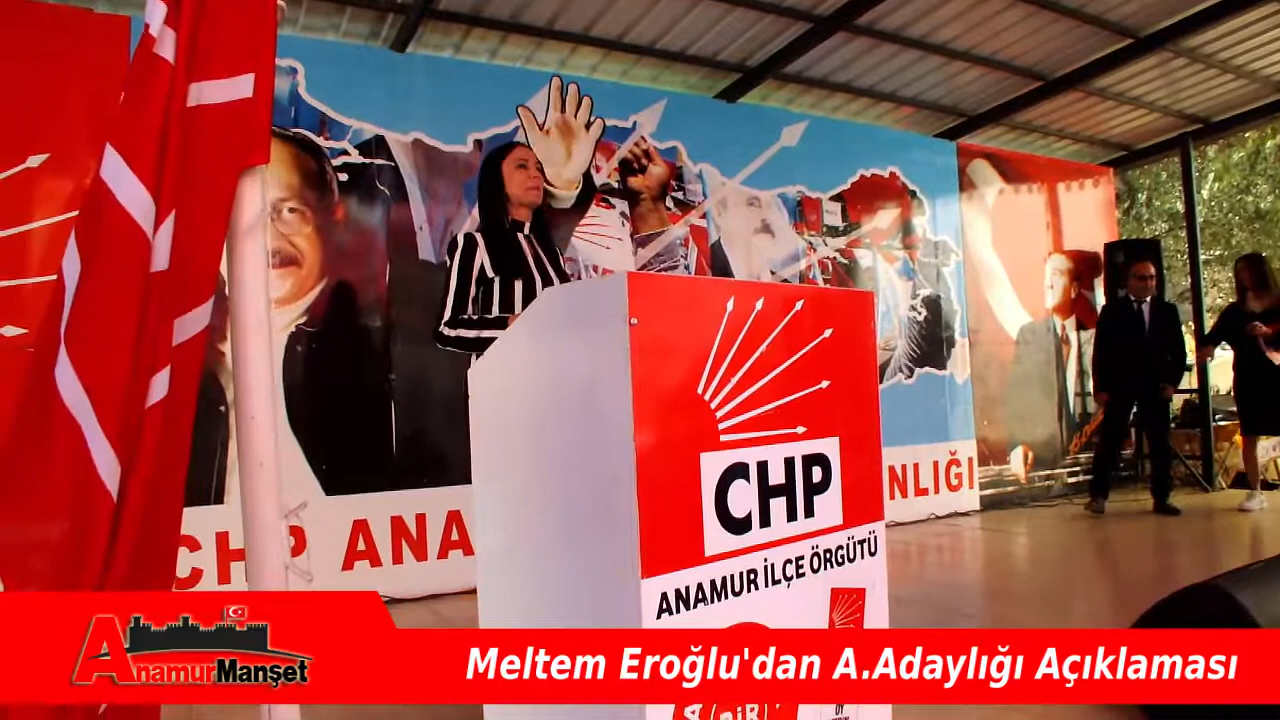 CHP ANA
NLIĞI
CHP
ANAMUR İLÇE ÖRGÜTÜ
AnamurManşet
Meltem Eroğlu'dan A.Adaylığı Açıklaması